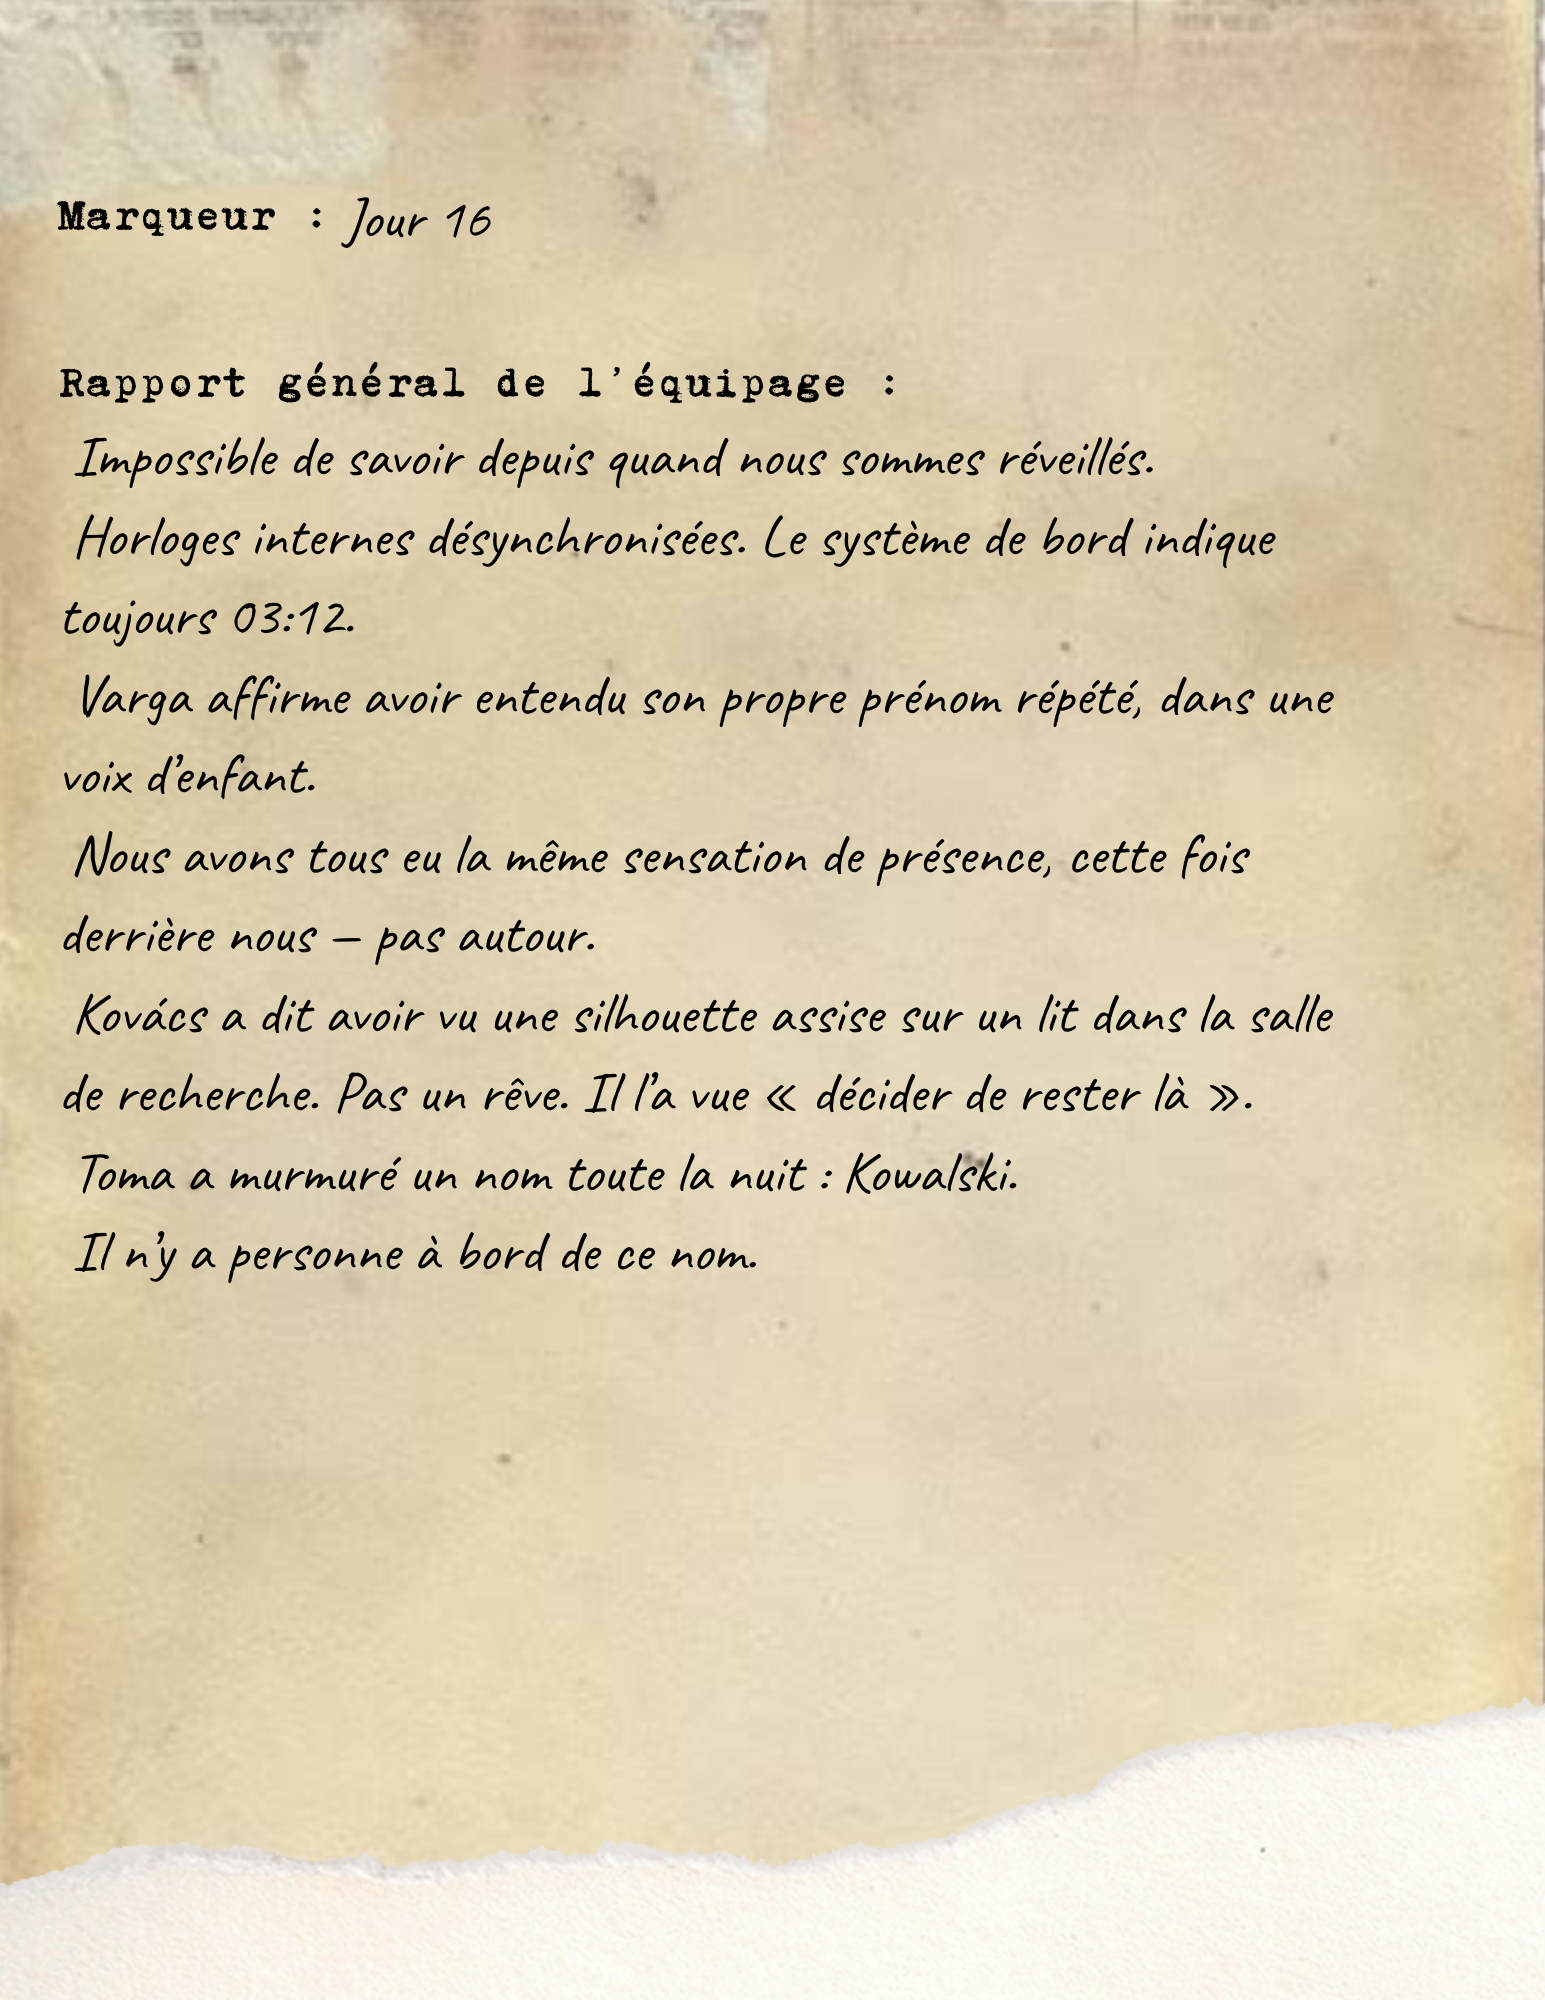 Marqueur : Jour 16
Rapport général de l'équipage :
Impossible de savoir depuis quand nous sommes réveillés.
Horloges internes désynchronisées. Le système de bord indique
toujours 03:12.
Varga affirme avoir entendu son propre prénom répété, dans une
voix d'enfant.
Nous avons tous eu la même sensation de présence, cette fois
derrière nous – pas autour.
Kovács a dit avoir vu une silhouette assise sur un lit dans la salle
de recherche. Pas un rêve. Il l'a vue « décider de rester là ».
Toma a murmuré un nom toute la nuit : Kowalski.
Il n'y a personne à bord de ce nom.